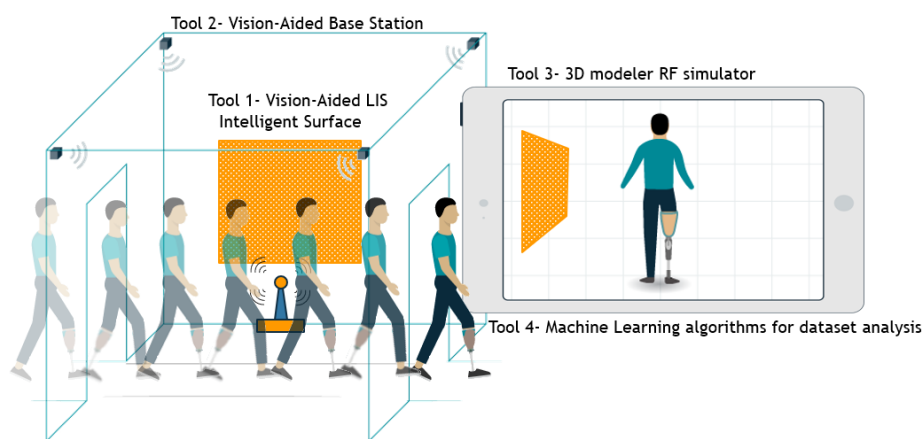 Tool 2- Vision-Aided Base Station
Tool 3- 3D modeler RF simulator
Tool 1- Vision-Aided LIS
Intelligent Surface
Tool 4- Machine Learning algorithms for dataset analysis